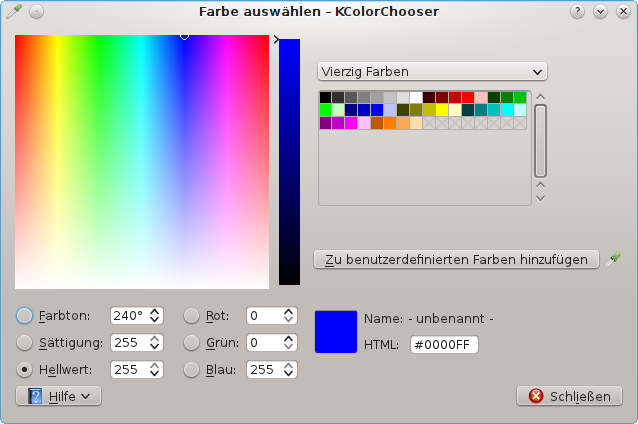 Farbe auswählen – KColorChooser
Vierzig Farben
Zu benutzerdefinierten Farben hinzufügen
Farbton: 240° Rot: 0
Sättigung: 255 Grün: 0
Hellwert: 255 Blau: 255
Name: - unbenannt -
HTML: #0000FF
Hilfe
Schließen